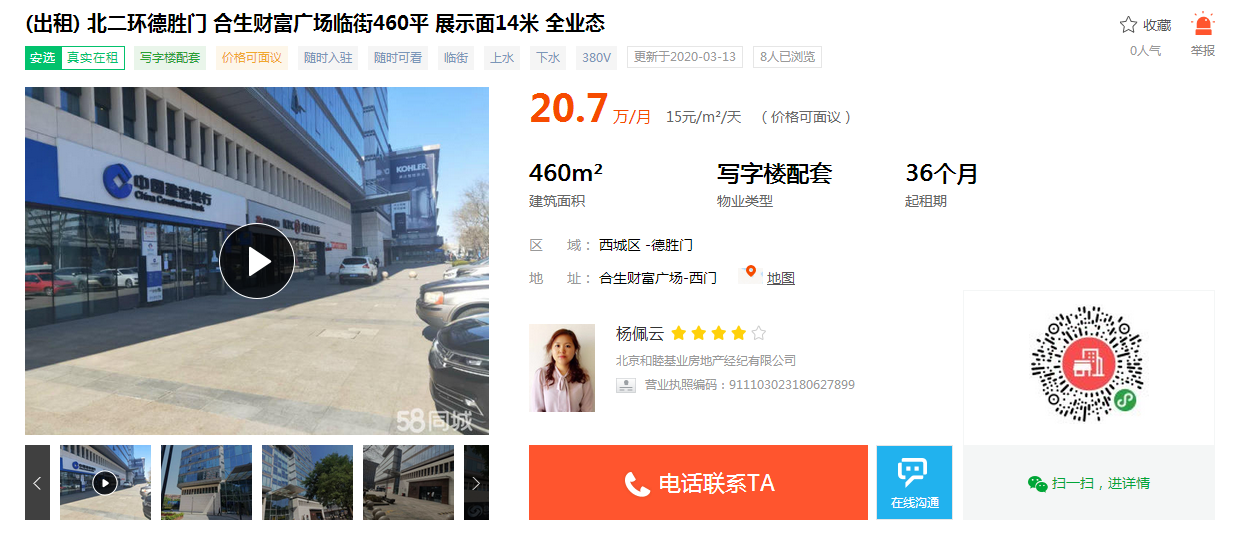 (出租) 北二环德胜门 合生财富广场临街460平 展示面14米 全业态
收藏
0人气
举报
安选 真实在租 写字楼配套 价格可面议 随时入驻 随时可看 临街 上水 下水 380V 更新于2020-03-13 8人已浏览
20.7 万/月 15元/m²/天 (价格可面议)
460m² 写字楼配套 36个月
建筑面积 物业类型 起租期
区 域： 西城区 -德胜门
地 址： 合生财富广场-西门 地图
中国建设银行
China Construction Bank
KOHLER
58同城
杨佩云
北京和睦基业房地产经纪有限公司
营业执照编码：911103023180627899
电话联系TA
在线沟通
扫一扫，进详情